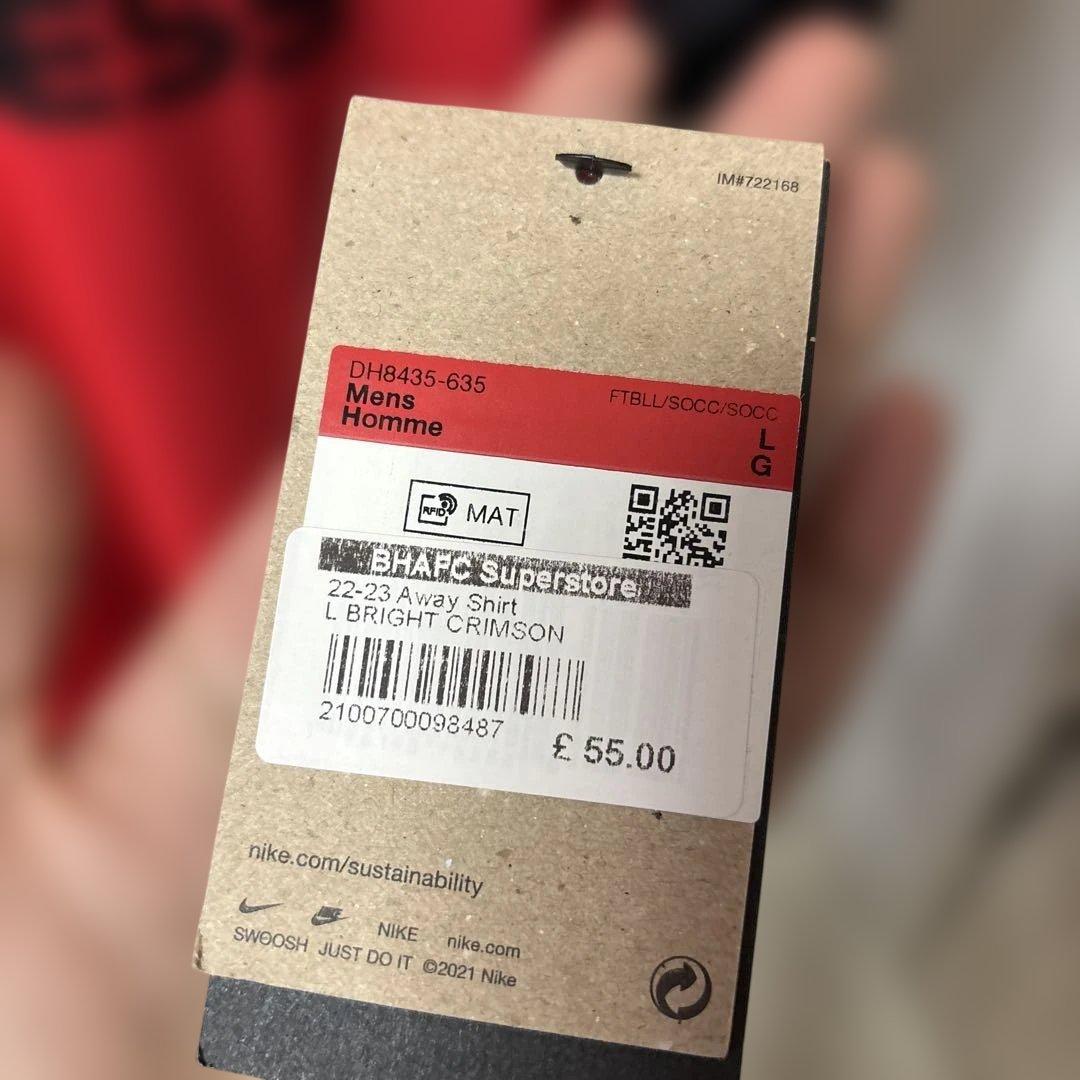 ES
IM#722168
DH8435-635
FTBLL/SOCC/SOCC
Mens
Homme
L
G
RFID MAT
BHAFC Superstore
22-23 Away Shirt
L BRIGHT CRIMSON
2100700098487
£ 55.00
nike.com/sustainability
NIKE nike.com
SWOOSH JUST DO IT ©2021 Nike